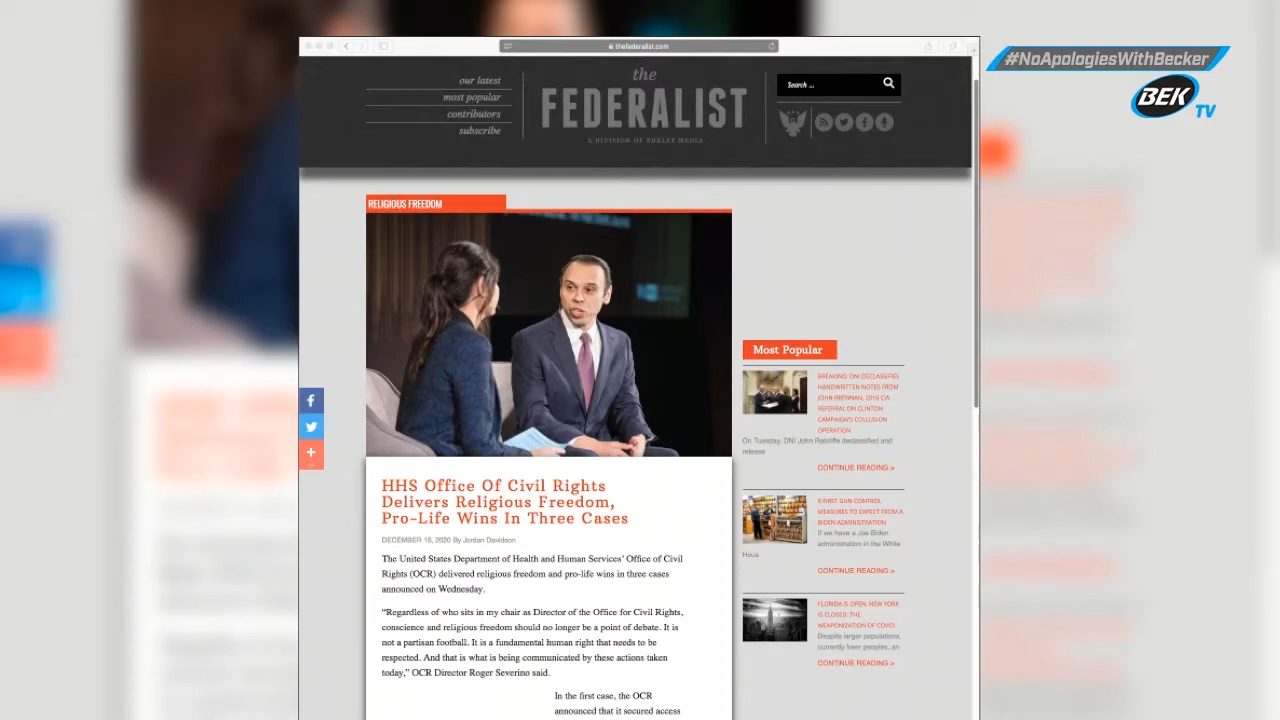 thefederalist.com
#NoApologiesWithBecker
BEK
TV
our latest
most popular
contributors
subscribe
the
FEDERALIST
A DIVISION OF FDRLST MEDIA
Search ...
RELIGIOUS FREEDOM
HHS Office Of Civil Rights
Delivers Religious Freedom,
Pro-Life Wins In Three Cases
DECEMBER 16, 2020 By Jordan Davidson
The United States Department of Health and Human Services' Office of Civil
Rights (OCR) delivered religious freedom and pro-life wins in three cases
announced on Wednesday.
“Regardless of who sits in my chair as Director of the Office for Civil Rights,
conscience and religious freedom should no longer be a point of debate. It is
not a partisan football. It is a fundamental human right that needs to be
respected. And that is what is being communicated by these actions taken
today,” OCR Director Roger Severino said.
In the first case, the OCR
announced that it secured access
Most Popular
BREAKING: DNI DECLASSIFIES
HANDWRITTEN NOTES FROM
JOHN BRENNAN, 2016 CIA
REFERRAL ON CLINTON
CAMPAIGN'S COLLUSION
OPERATION
On Tuesday, DNI John Ratcliffe declassified and
release
CONTINUE READING >
6 FIRST GUN CONTROL
MEASURES TO EXPECT FROM A
BIDEN ADMINISTRATION
If we have a Joe Biden
administration in the White
Hous
CONTINUE READING >
FLORIDA IS OPEN, NEW YORK
IS CLOSED: THE
WEAPONIZATION OF COVID
Despite larger populations,
currently freer peoples, an
CONTINUE READING >